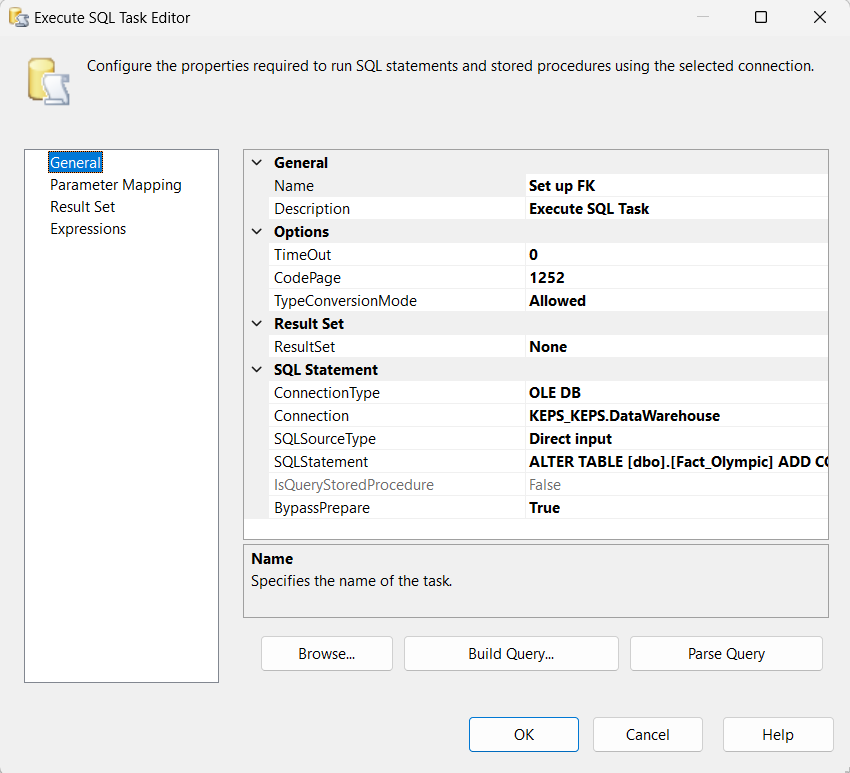 Execute SQL Task Editor
Configure the properties required to run SQL statements and stored procedures using the selected connection.
General
Parameter Mapping
Result Set
Expressions
General
Name Set up FK
Description Execute SQL Task
Options
TimeOut 0
CodePage 1252
TypeConversionMode Allowed
Result Set
ResultSet None
SQL Statement
ConnectionType OLE DB
Connection KEPS_KEPS.DataWarehouse
SQLSourceType Direct input
SQLStatement ALTER TABLE [dbo].[Fact_Olympic] ADD CO
IsQueryStoredProcedure False
BypassPrepare True
Name
Specifies the name of the task.
Browse... Build Query... Parse Query
OK Cancel Help